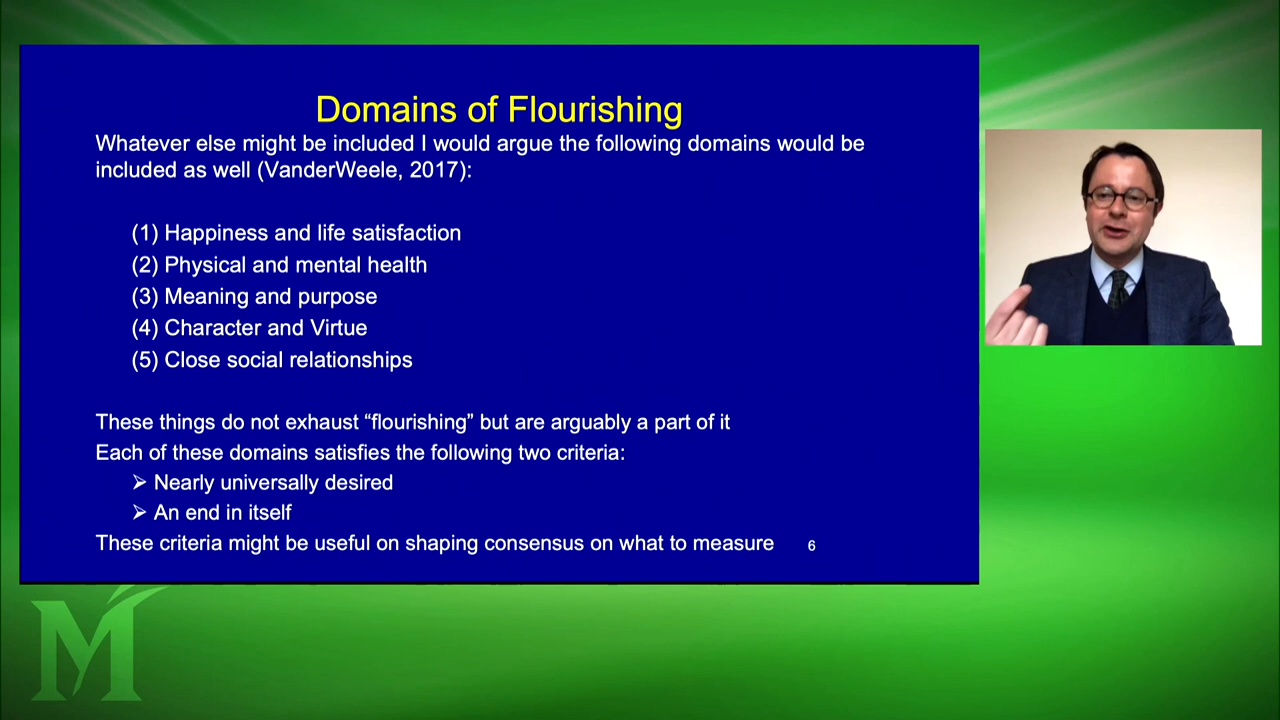 Domains of Flourishing
Whatever else might be included I would argue the following domains would be
included as well (VanderWeele, 2017):
(1) Happiness and life satisfaction
(2) Physical and mental health
(3) Meaning and purpose
(4) Character and Virtue
(5) Close social relationships
These things do not exhaust “flourishing” but are arguably a part of it
Each of these domains satisfies the following two criteria:
➢ Nearly universally desired
➢ An end in itself
These criteria might be useful on shaping consensus on what to measure 6
M